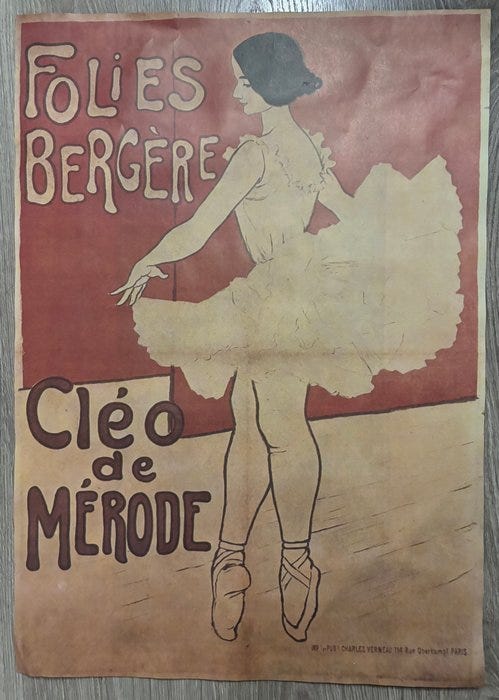 FOLIES
BERGÈRE
Cléo
de
MÉRODE
CHARLES VERNEAU 114 Rue Oberkampf PARIS